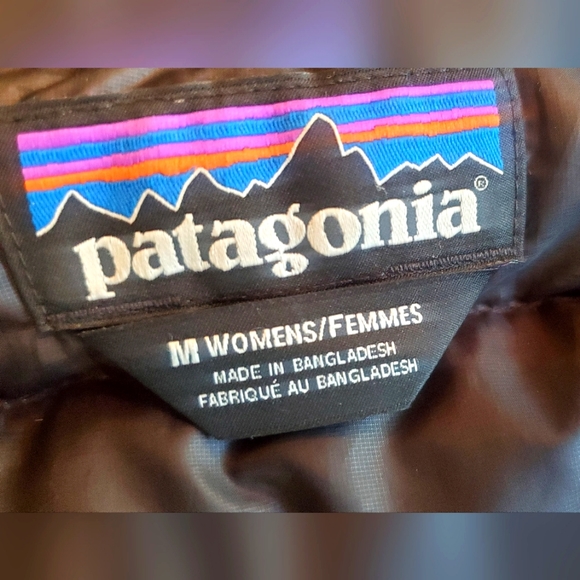 patagonia®
M WOMENS/FEMMES
MADE IN BANGLADESH
FABRIQUÉ AU BANGLADESH